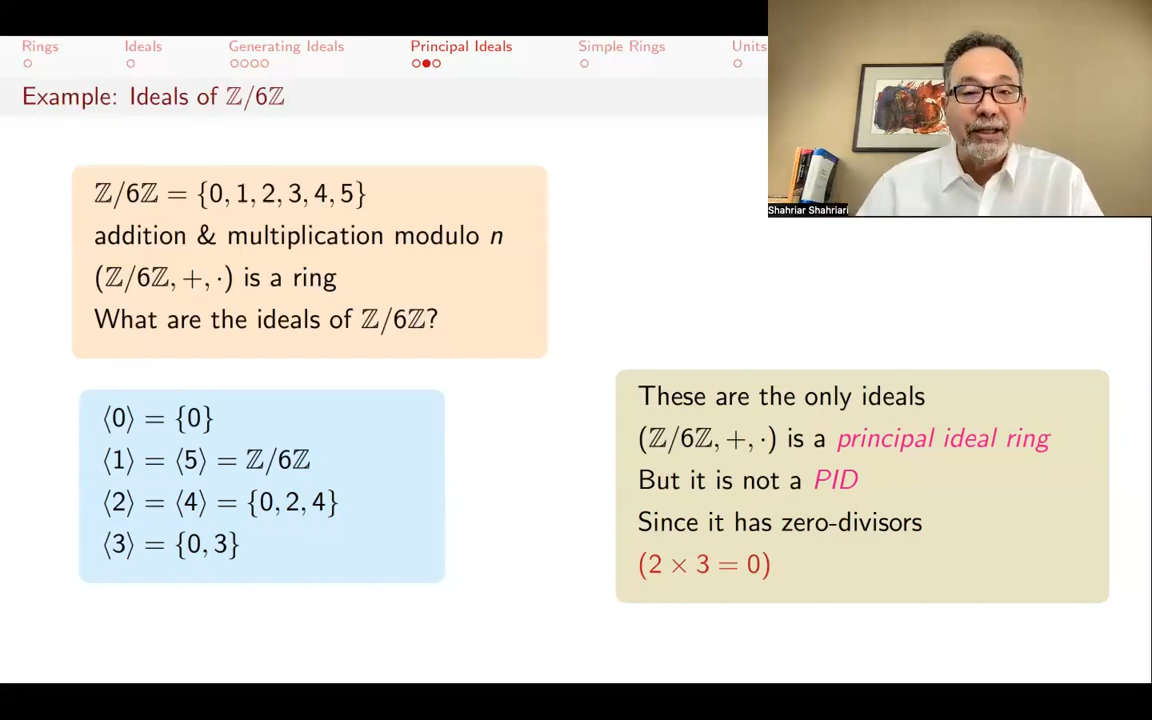 Rings Ideals Generating Ideals Principal Ideals Simple Rings Units
Example: Ideals of ℤ/6ℤ
ℤ/6ℤ = {0, 1, 2, 3, 4, 5}
addition & multiplication modulo n
(ℤ/6ℤ, +, ·) is a ring
What are the ideals of ℤ/6ℤ?
⟨0⟩ = {0}
⟨1⟩ = ⟨5⟩ = ℤ/6ℤ
⟨2⟩ = ⟨4⟩ = {0, 2, 4}
⟨3⟩ = {0, 3}
These are the only ideals
(ℤ/6ℤ, +, ·) is a principal ideal ring
But it is not a PID
Since it has zero-divisors
(2 × 3 = 0)
Shahriar Shahriari